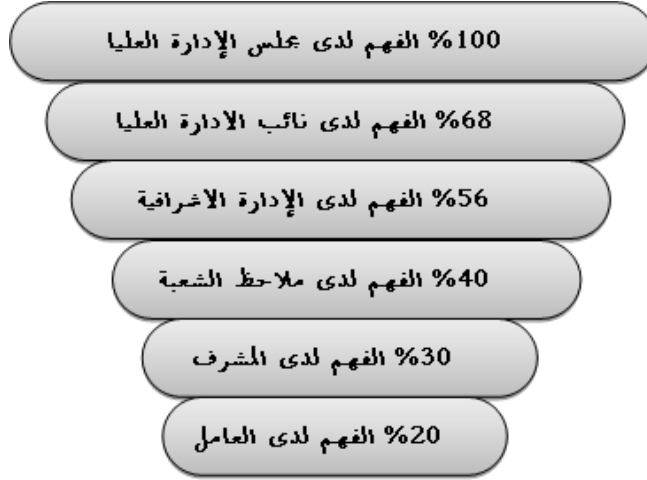 100% الفهم لدى مجلس الإدارة العليا
68% الفهم لدى نائب الادارة العليا
56% الفهم لدى الإدارة الاشرافية
40% الفهم لدى ملاحظ الشعبة
30% الفهم لدى المشرف
20% الفهم لدى العامل